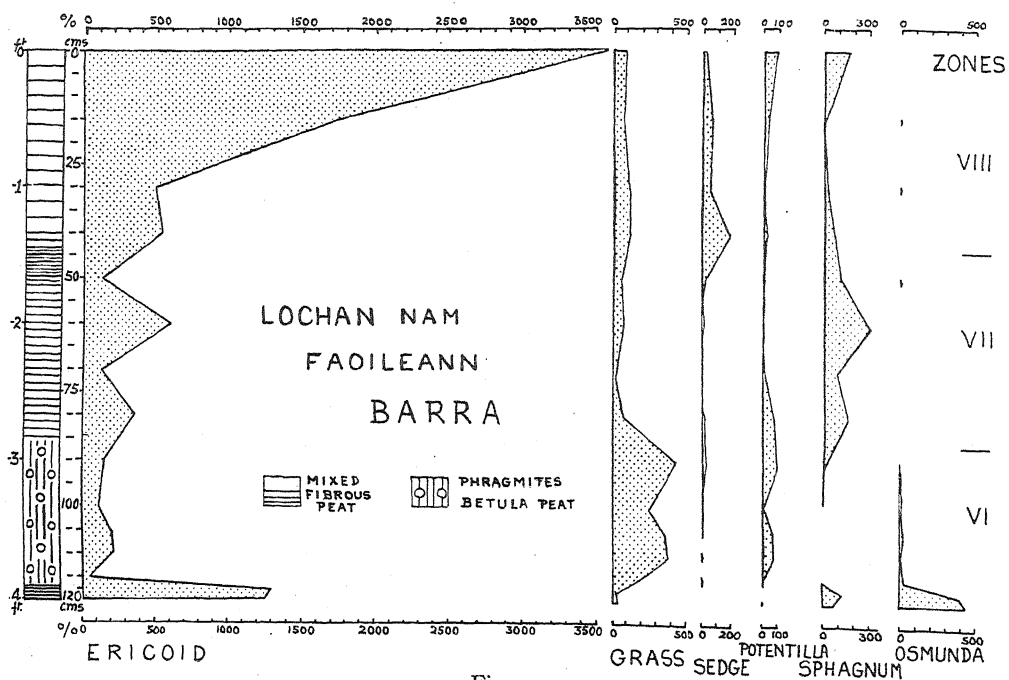 % 0 500 1000 1500 2000 2500 3000 3500 0 500 0 200 0 100 0 300 0 500
ft cms
0
ZONES
25
VIII
1
50
LOCHAN NAM
2
VII
FAOILEANN
75
BARRA
3
MIXED FIBROUS PEAT
PHRAGMITES BETULA PEAT
100
VI
4 120
ft. cms
% 0 500 1000 1500 2000 2500 3000 3500 0 500 0 200 0 100 0 300 0 500
ERICOID GRASS SEDGE POTENTILLA SPHAGNUM OSMUNDA